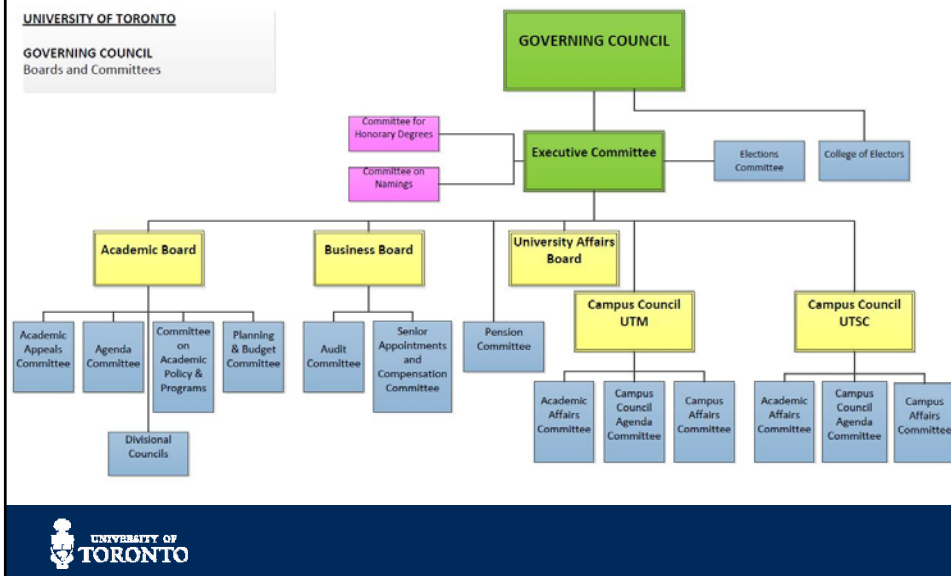 UNIVERSITY OF TORONTO
GOVERNING COUNCIL
Boards and Committees
GOVERNING COUNCIL
Committee for
Honorary Degrees
Committee on
Namings
Executive Committee
Elections
Committee
College of Electors
Academic Board
Business Board
University Affairs
Board
Campus Council
UTM
Campus Council
UTSC
Academic
Appeals
Committee
Agenda
Committee
Committee
on
Academic
Policy &
Programs
Planning
& Budget
Committee
Divisional
Councils
Audit
Committee
Senior
Appointments
and
Compensation
Committee
Pension
Committee
Academic
Affairs
Committee
Campus
Council
Agenda
Committee
Campus
Affairs
Committee
Academic
Affairs
Committee
Campus
Council
Agenda
Committee
Campus
Affairs
Committee
UNIVERSITY OF
TORONTO